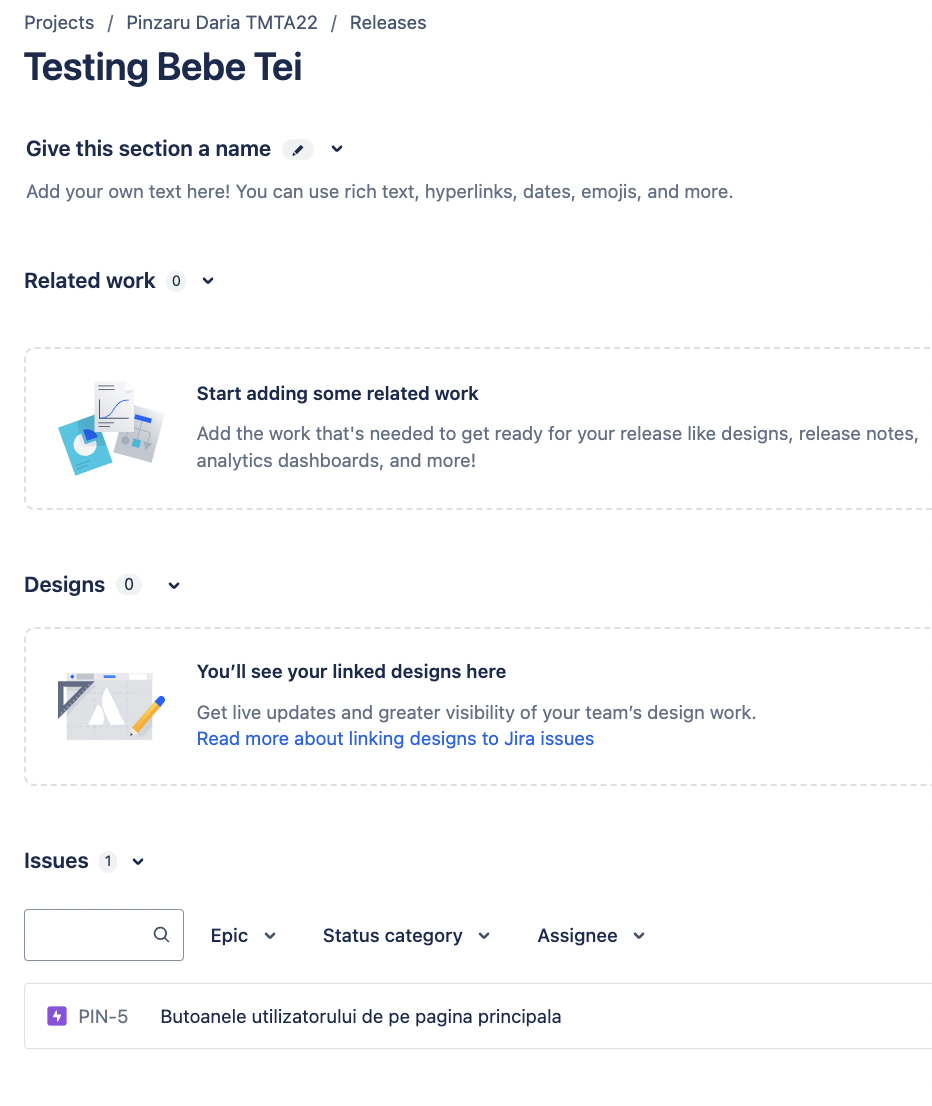 Projects / Pinzaru Daria TMTA22 / Releases
Testing Bebe Tei
Give this section a name
Add your own text here! You can use rich text, hyperlinks, dates, emojis, and more.
Related work 0
Start adding some related work
Add the work that's needed to get ready for your release like designs, release notes,
analytics dashboards, and more!
Designs 0
You’ll see your linked designs here
Get live updates and greater visibility of your team’s design work.
Read more about linking designs to Jira issues
Issues 1
Epic Status category Assignee
PIN-5 Butoanele utilizatorului de pe pagina principala